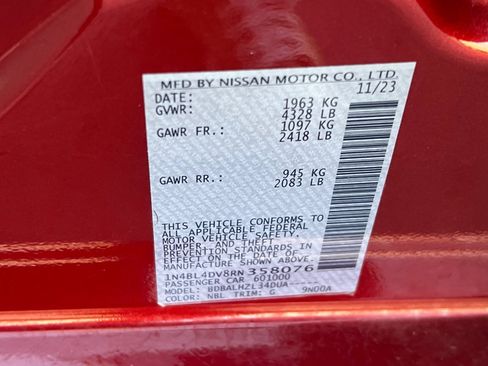 MFD BY NISSAN MOTOR CO., LTD.
DATE: 11/23
GVWR: 1963 KG
4328 LB
GAWR FR.: 1097 KG
2418 LB
GAWR RR.: 945 KG
2083 LB
THIS VEHICLE CONFORMS TO
ALL APPLICABLE FEDERAL
MOTOR VEHICLE SAFETY,
BUMPER, AND THEFT
PREVENTION STANDARDS IN
EFFECT ON THE DATE OF
MANUFACTURE SHOWN ABOVE.
1N4BL4DV8RN358076
PASSENGER CAR 601000
MODEL: BDBALHZL34DUA-----
COLOR: NBL TRIM: G 9N00A